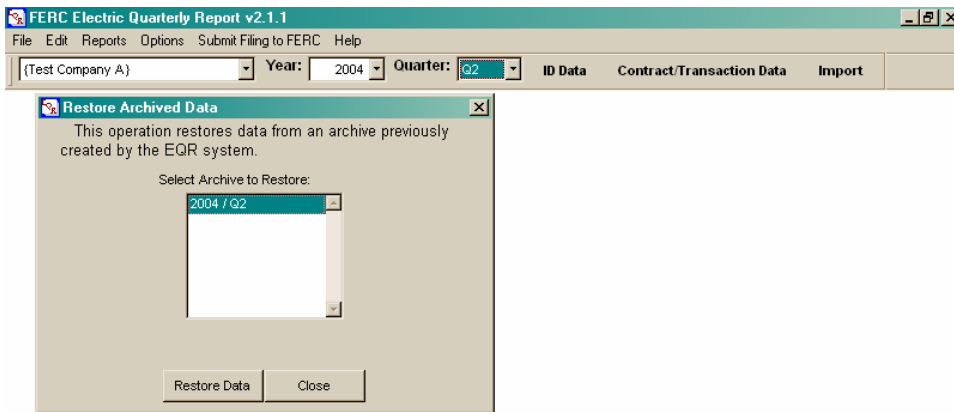 FERC Electric Quarterly Report v2.1.1
File Edit Reports Options Submit Filing to FERC Help
{Test Company A} Year: 2004 Quarter: Q2 ID Data Contract/Transaction Data Import
Restore Archived Data
This operation restores data from an archive previously
created by the EQR system.
Select Archive to Restore:
2004 / Q2
Restore Data Close